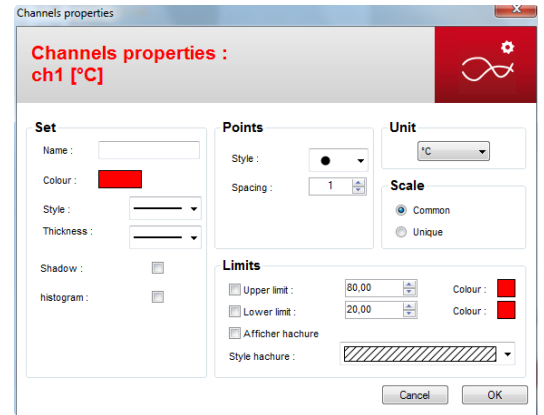 Channels properties
Channels properties :
ch1 [°C]
Set
Name :
Colour :
Style :
Thickness :
Shadow :
histogram :
Points
Style :
Spacing : 1
Unit
°C
Scale
Common
Unique
Limits
Upper limit : 80,00 Colour :
Lower limit : 20,00 Colour :
Afficher hachure
Style hachure :
Cancel OK